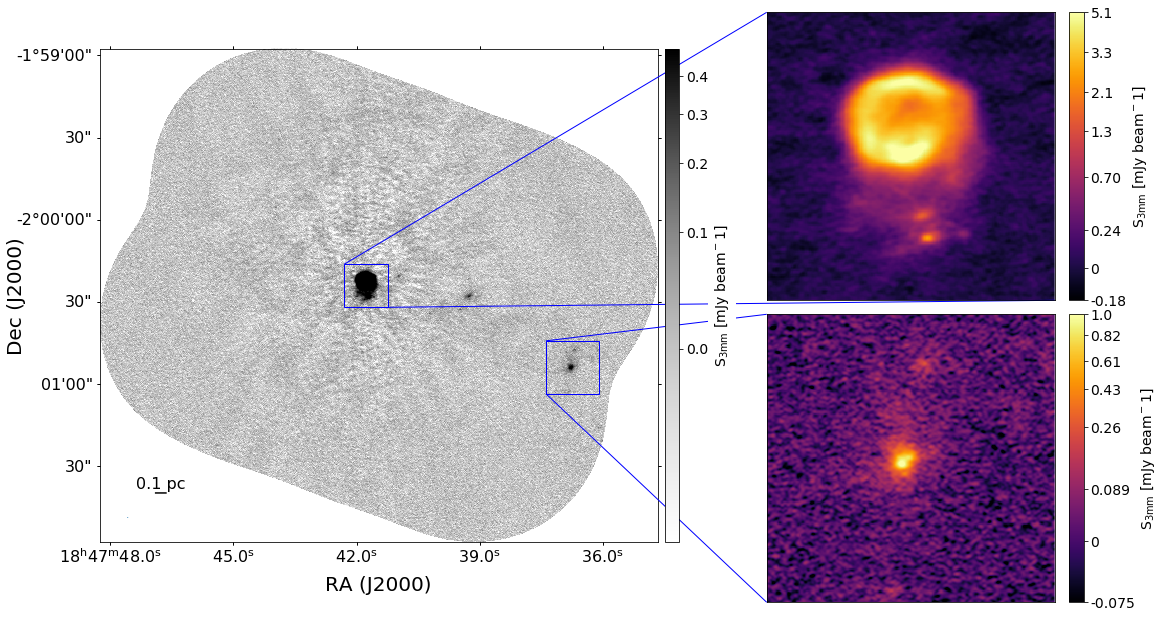 -1°59'00"
30"
-2°00'00"
30"
01'00"
30"
Dec (J2000)
0.1 pc
18ʰ47ᵐ48.0ˢ
45.0ˢ
42.0ˢ
39.0ˢ
36.0ˢ
RA (J2000)
0.4
0.3
0.2
0.1
0.0
S₃ₘₘ [mJy beam⁻1]
5.1
3.3
2.1
1.3
0.70
0.24
0
-0.18
S₃ₘₘ [mJy beam⁻1]
1.0
0.82
0.61
0.43
0.26
0.089
0
-0.075
S₃ₘₘ [mJy beam⁻1]